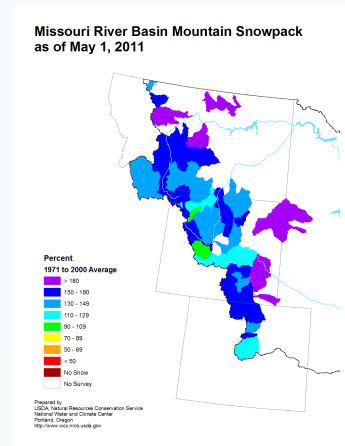 Missouri River Basin Mountain Snowpack
as of May 1, 2011
Percent
1971 to 2000 Average
> 180
150 - 180
130 - 149
110 - 129
90 - 109
70 - 89
50 - 69
< 50
No Snow
No Survey
Prepared by
USDA, Natural Resources Conservation Service
National Water and Climate Center
Portland, Oregon
http://www.wcc.nrcs.usda.gov